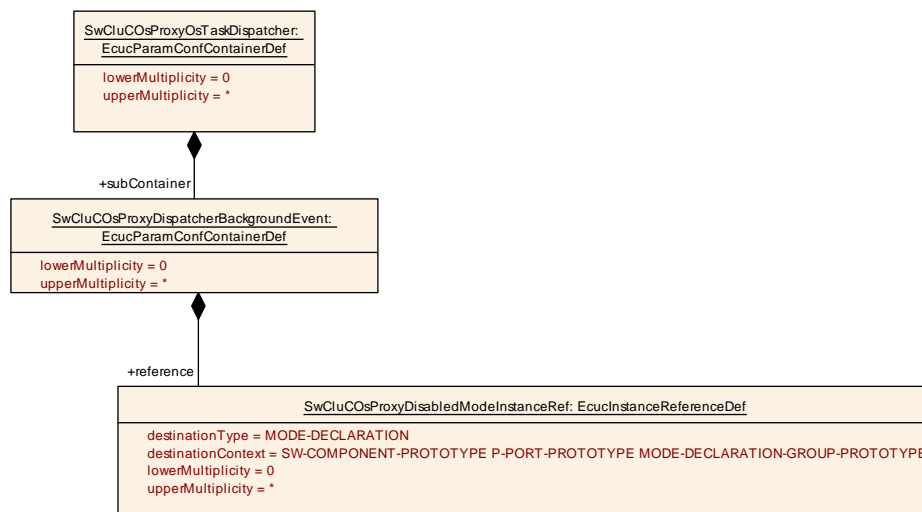 SwCluCOsProxyOsTaskDispatcher:
EcucParamConfContainerDef
lowerMultiplicity = 0
upperMultiplicity = *
+subContainer
SwCluCOsProxyDispatcherBackgroundEvent:
EcucParamConfContainerDef
lowerMultiplicity = 0
upperMultiplicity = *
+reference
SwCluCOsProxyDisabledModeInstanceRef: EcucInstanceReferenceDef
destinationType = MODE-DECLARATION
destinationContext = SW-COMPONENT-PROTOTYPE P-PORT-PROTOTYPE MODE-DECLARATION-GROUP-PROTOTYPE
lowerMultiplicity = 0
upperMultiplicity = *